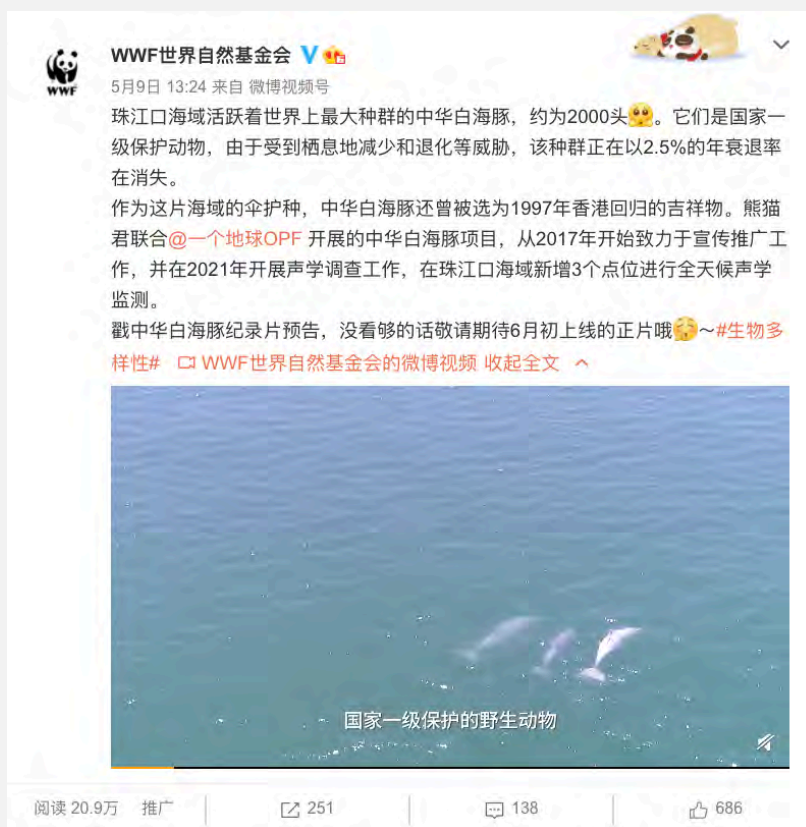 WWF世界自然基金会
WWF
5月9日 13:24 来自 微博视频号
珠江口海域活跃着世界上最大种群的中华白海豚，约为2000头🥺。它们是国家一
级保护动物，由于受到栖息地减少和退化等威胁，该种群正在以2.5%的年衰退率
在消失。
作为这片海域的伞护种，中华白海豚还曾被选为1997年香港回归的吉祥物。熊猫
君联合@一个地球OPF 开展的中华白海豚项目，从2017年开始致力于宣传推广工
作，并在2021年开展声学调查工作，在珠江口海域新增3个点位进行全天候声学
监测。
戳中华白海豚纪录片预告，没看够的话敬请期待6月初上线的正片哦😚～#生物多
样性# WWF世界自然基金会的微博视频 收起全文
国家一级保护的野生动物
阅读 20.9万 推广 251 138 686